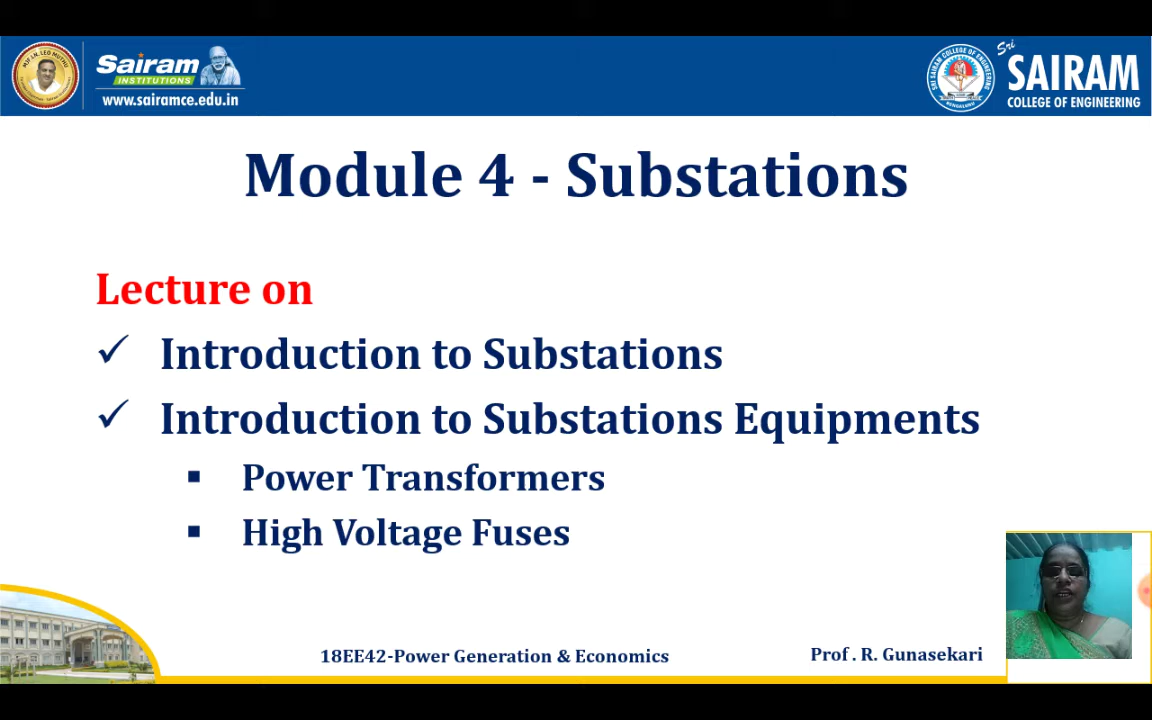 Sairam
INSTITUTIONS
www.sairamce.edu.in
Sri
SAIRAM
COLLEGE OF ENGINEERING
Module 4 - Substations
Lecture on
✓ Introduction to Substations
✓ Introduction to Substations Equipments
▪ Power Transformers
▪ High Voltage Fuses
18EE42-Power Generation & Economics
Prof . R. Gunasekari